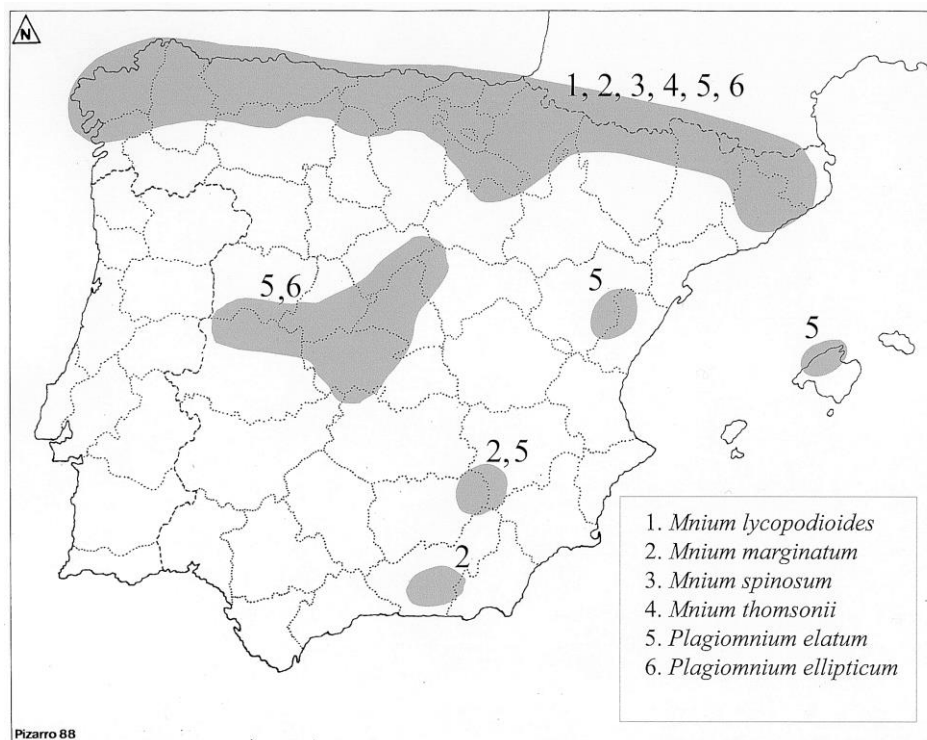 N
1, 2, 3, 4, 5, 6
5,6
5
5
2,5
2
1. Mnium lycopodioides
2. Mnium marginatum
3. Mnium spinosum
4. Mnium thomsonii
5. Plagiomnium elatum
6. Plagiomnium ellipticum
Pizarro 88